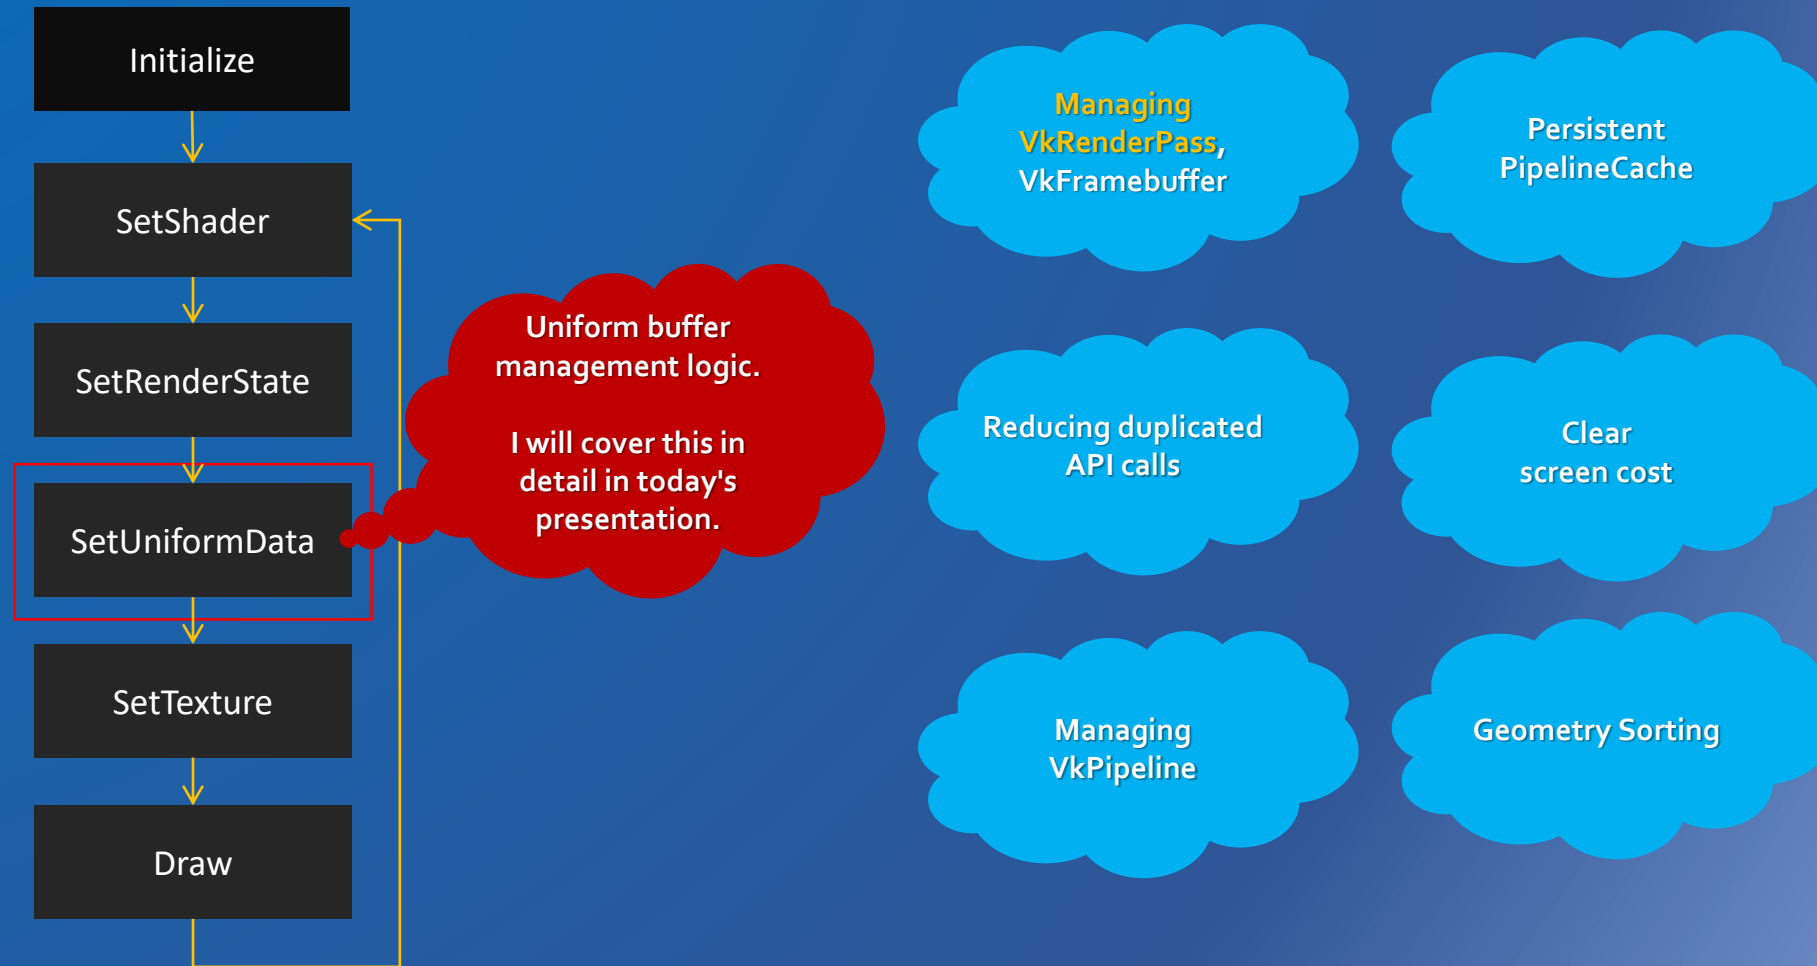 Initialize
SetShader
SetRenderState
SetUniformData
SetTexture
Draw
Uniform buffer
management logic.
I will cover this in
detail in today's
presentation.
Managing
VkRenderPass,
VkFramebuffer
Persistent
PipelineCache
Reducing duplicated
API calls
Clear
screen cost
Managing
VkPipeline
Geometry Sorting